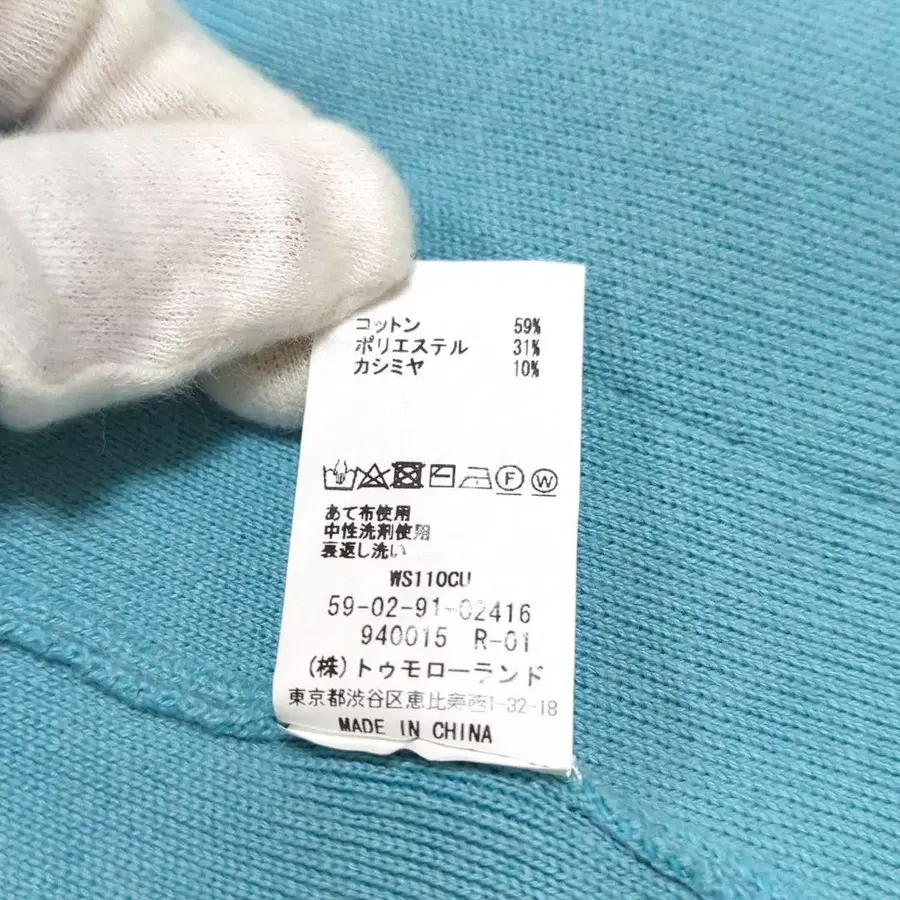 コットン 59%
ポリエステル 31%
カシミヤ 10%
F W
あて布使用
中性洗剤使用
裏返し洗い
WS110CU
59-02-91-02416
940015 R-01
(株)トゥモローランド
東京都渋谷区恵比寿西1-32-18
MADE IN CHINA